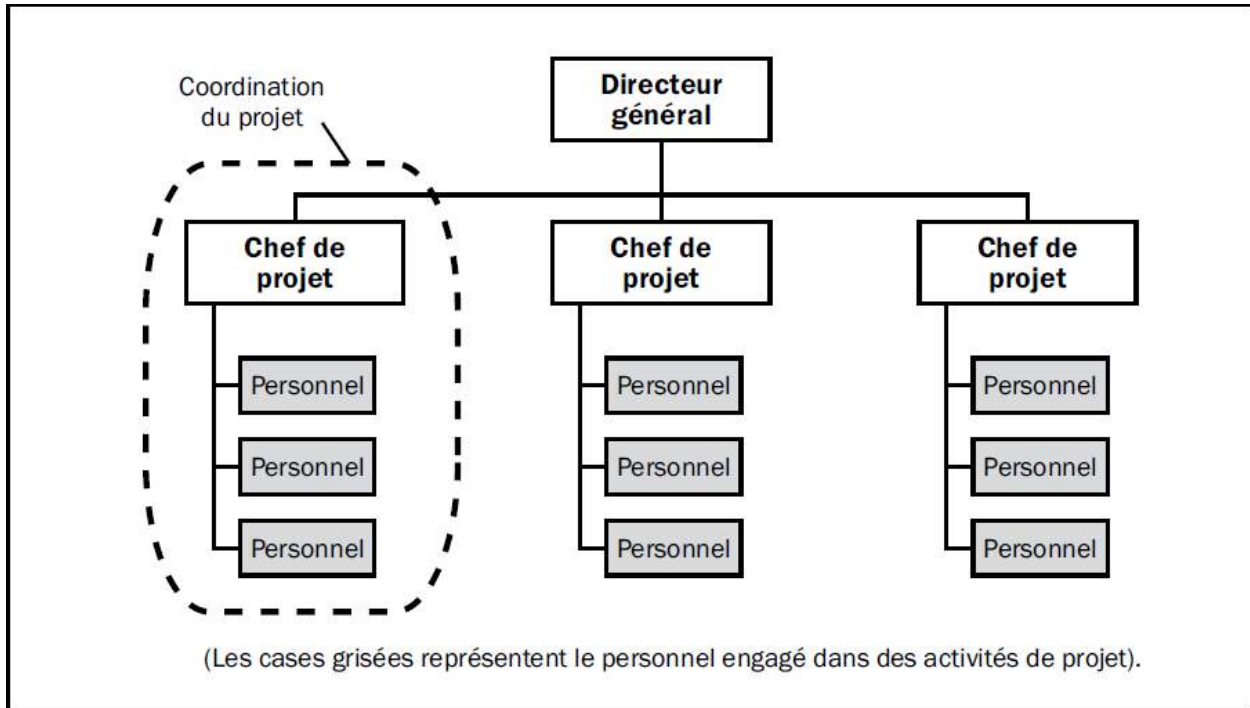 Coordination
du projet
Directeur
général
Chef de
projet
Chef de
projet
Chef de
projet
Personnel
Personnel
Personnel
Personnel
Personnel
Personnel
Personnel
Personnel
Personnel
(Les cases grisées représentent le personnel engagé dans des activités de projet).